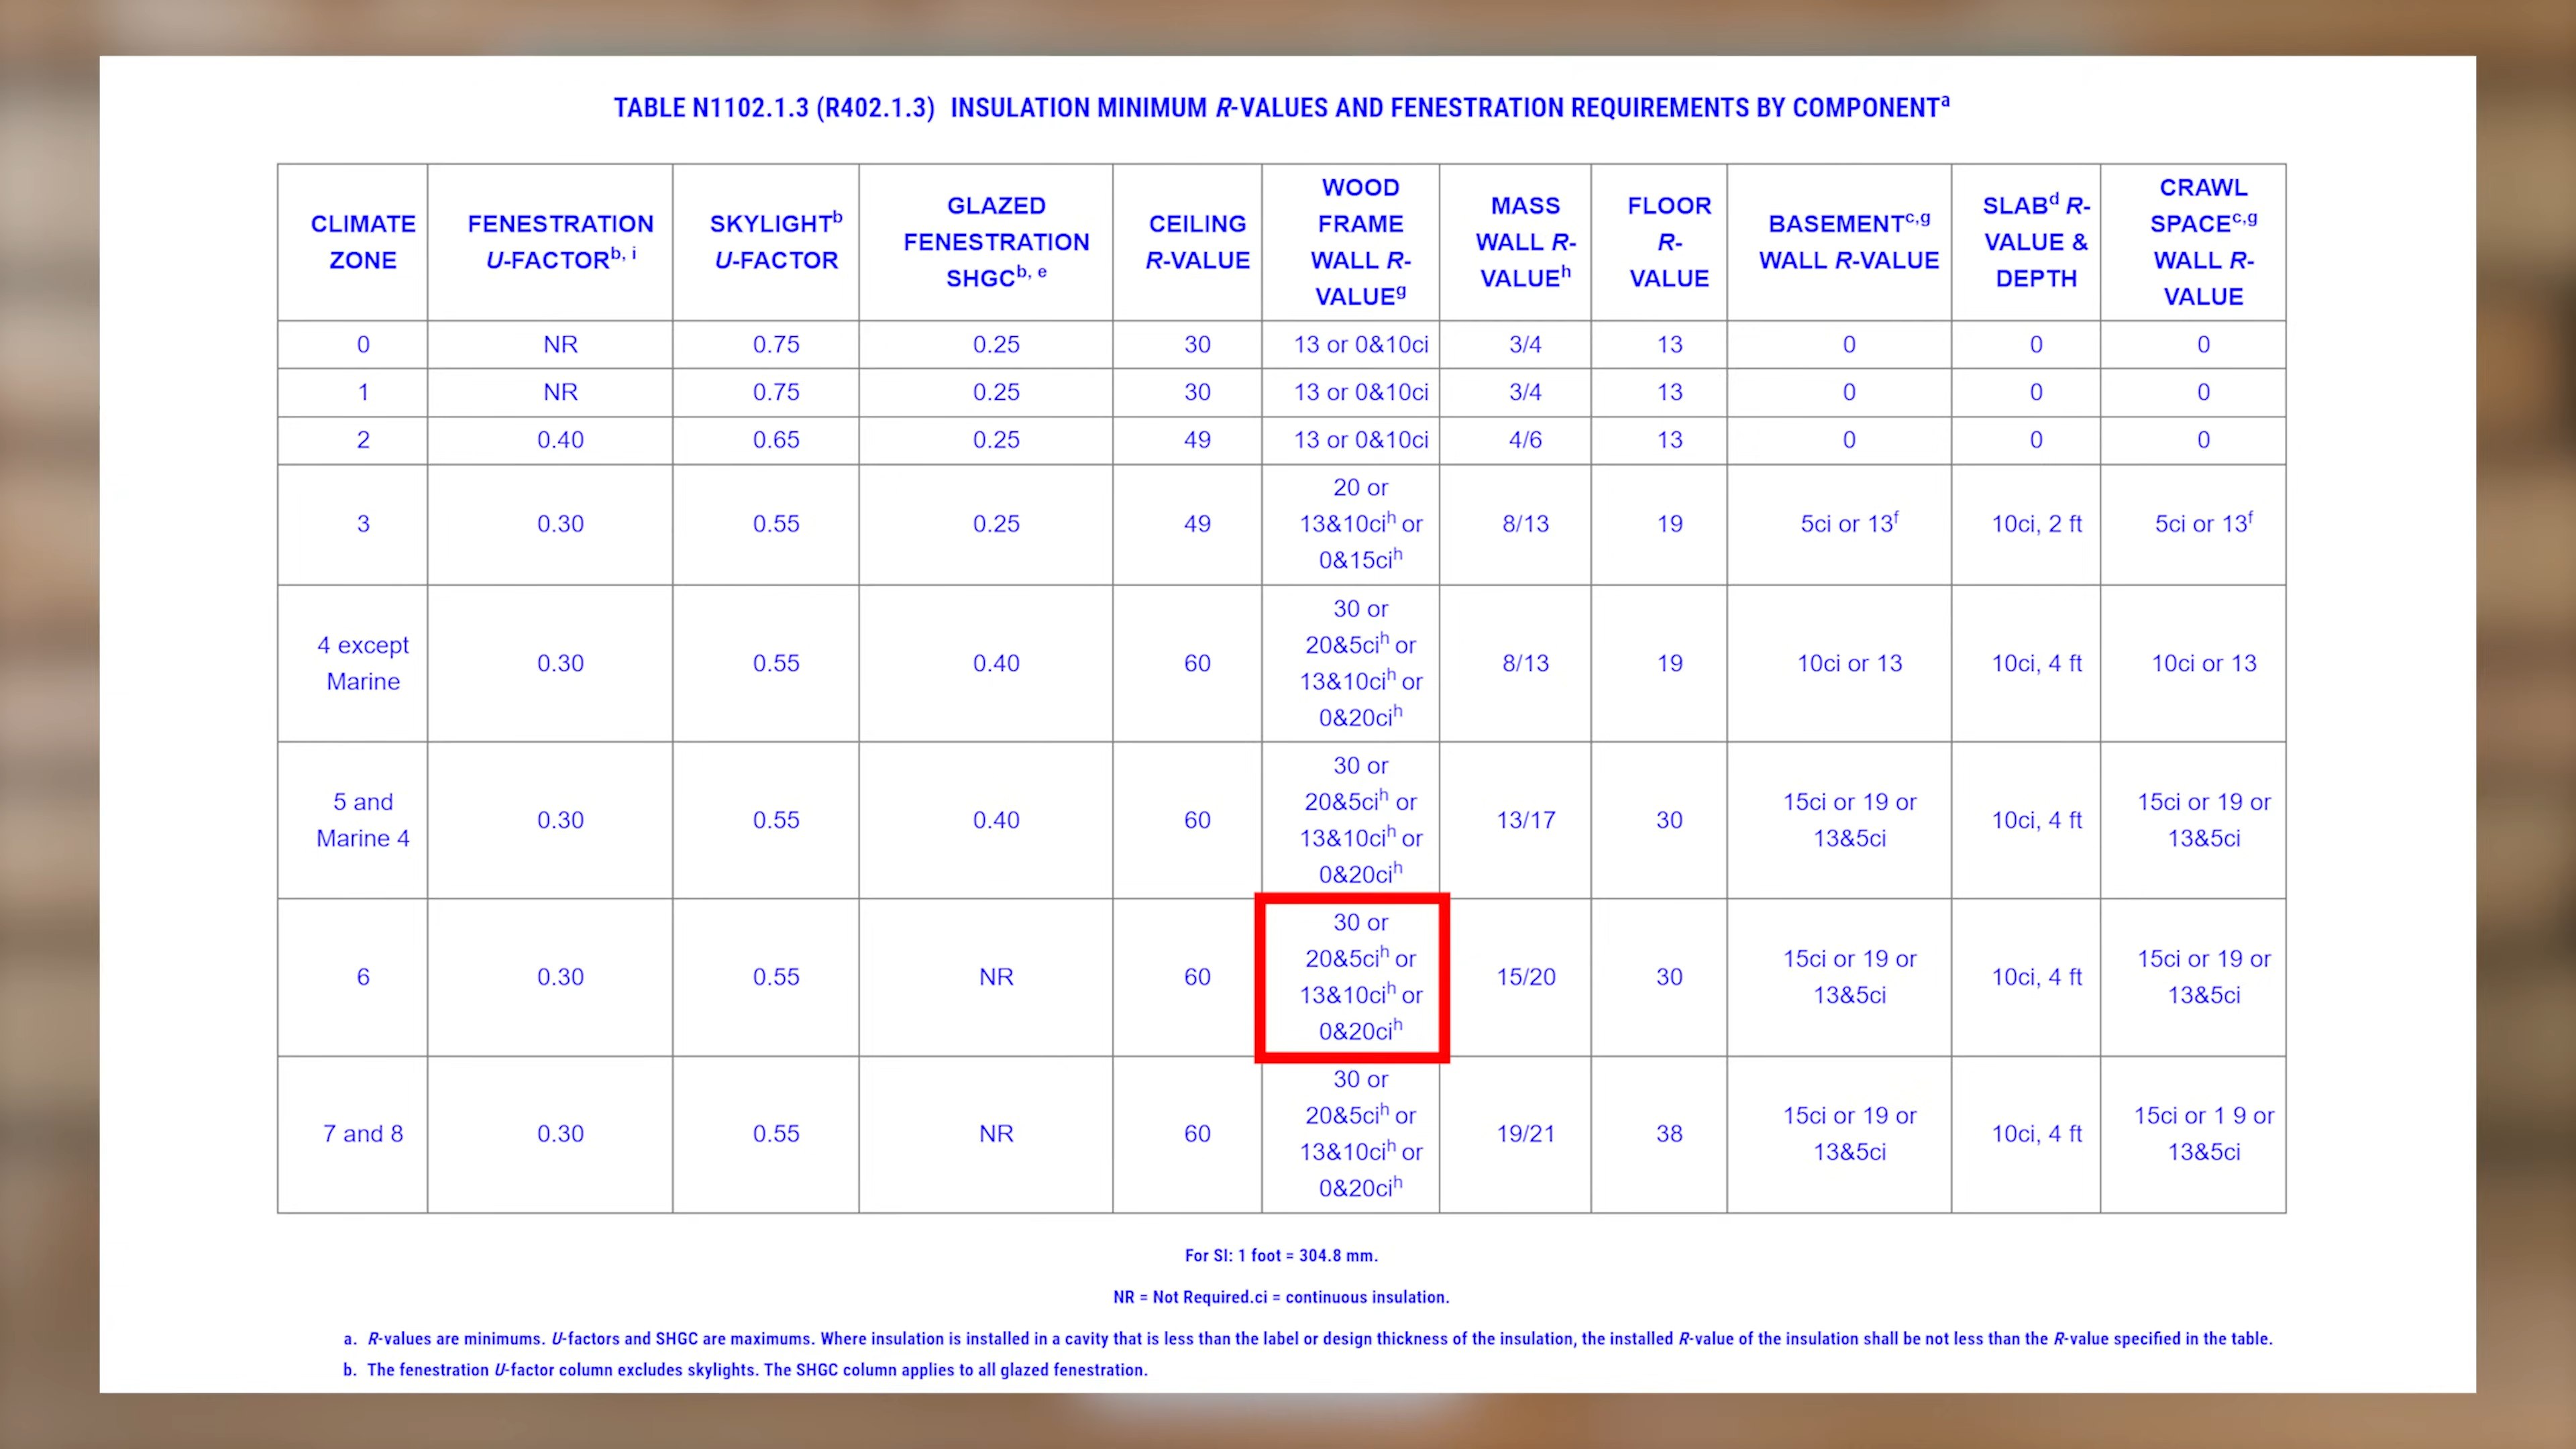 TABLE N1102.1.3 (R402.1.3) INSULATION MINIMUM R-VALUES AND FENESTRATION REQUIREMENTS BY COMPONENTa
CLIMATE ZONE | FENESTRATION U-FACTORb, i | SKYLIGHTb U-FACTOR | GLAZED FENESTRATION SHGCb, e | CEILING R-VALUE | WOOD FRAME WALL R-VALUEg | MASS WALL R-VALUEh | FLOOR R-VALUE | BASEMENTc,g WALL R-VALUE | SLABd R-VALUE & DEPTH | CRAWL SPACEc,g WALL R-VALUE
0 | NR | 0.75 | 0.25 | 30 | 13 or 0&10ci | 3/4 | 13 | 0 | 0 | 0
1 | NR | 0.75 | 0.25 | 30 | 13 or 0&10ci | 3/4 | 13 | 0 | 0 | 0
2 | 0.40 | 0.65 | 0.25 | 49 | 13 or 0&10ci | 4/6 | 13 | 0 | 0 | 0
3 | 0.30 | 0.55 | 0.25 | 49 | 20 or 13&10cih or 0&15cih | 8/13 | 19 | 5ci or 13f | 10ci, 2 ft | 5ci or 13f
4 except Marine | 0.30 | 0.55 | 0.40 | 60 | 30 or 20&5cih or 13&10cih or 0&20cih | 8/13 | 19 | 10ci or 13 | 10ci, 4 ft | 10ci or 13
5 and Marine 4 | 0.30 | 0.55 | 0.40 | 60 | 30 or 20&5cih or 13&10cih or 0&20cih | 13/17 | 30 | 15ci or 19 or 13&5ci | 10ci, 4 ft | 15ci or 19 or 13&5ci
6 | 0.30 | 0.55 | NR | 60 | 30 or 20&5cih or 13&10cih or 0&20cih | 15/20 | 30 | 15ci or 19 or 13&5ci | 10ci, 4 ft | 15ci or 19 or 13&5ci
7 and 8 | 0.30 | 0.55 | NR | 60 | 30 or 20&5cih or 13&10cih or 0&20cih | 19/21 | 38 | 15ci or 19 or 13&5ci | 10ci, 4 ft | 15ci or 1 9 or 13&5ci
For SI: 1 foot = 304.8 mm.
NR = Not Required.ci = continuous insulation.
a. R-values are minimums. U-factors and SHGC are maximums. Where insulation is installed in a cavity that is less than the label or design thickness of the insulation, the installed R-value of the insulation shall be not less than the R-value specified in the table.
b. The fenestration U-factor column excludes skylights. The SHGC column applies to all glazed fenestration.